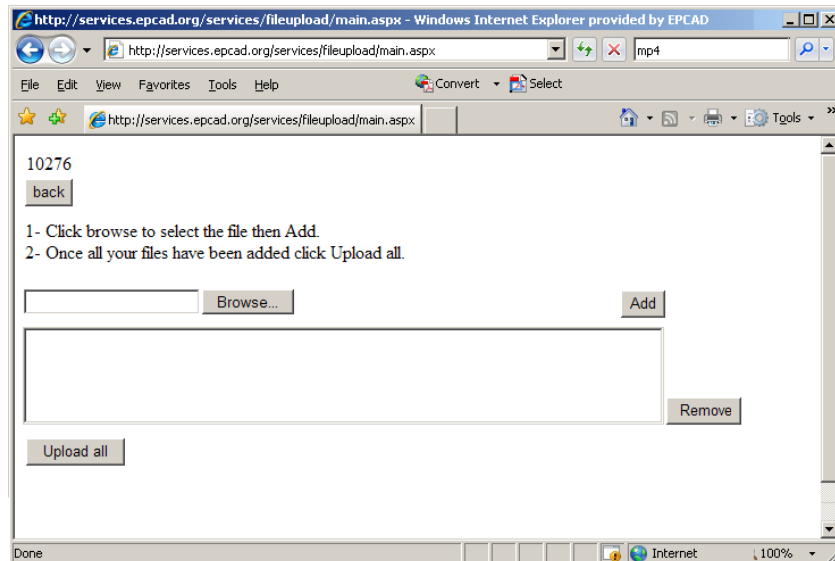 http://services.epcad.org/services/fileupload/main.aspx - Windows Internet Explorer provided by EPCAD
http://services.epcad.org/services/fileupload/main.aspx mp4
File Edit View Favorites Tools Help Convert Select
http://services.epcad.org/services/fileupload/main.aspx Tools »
10276
back
1- Click browse to select the file then Add.
2- Once all your files have been added click Upload all.
Browse... Add
Remove
Upload all
Done Internet 100%